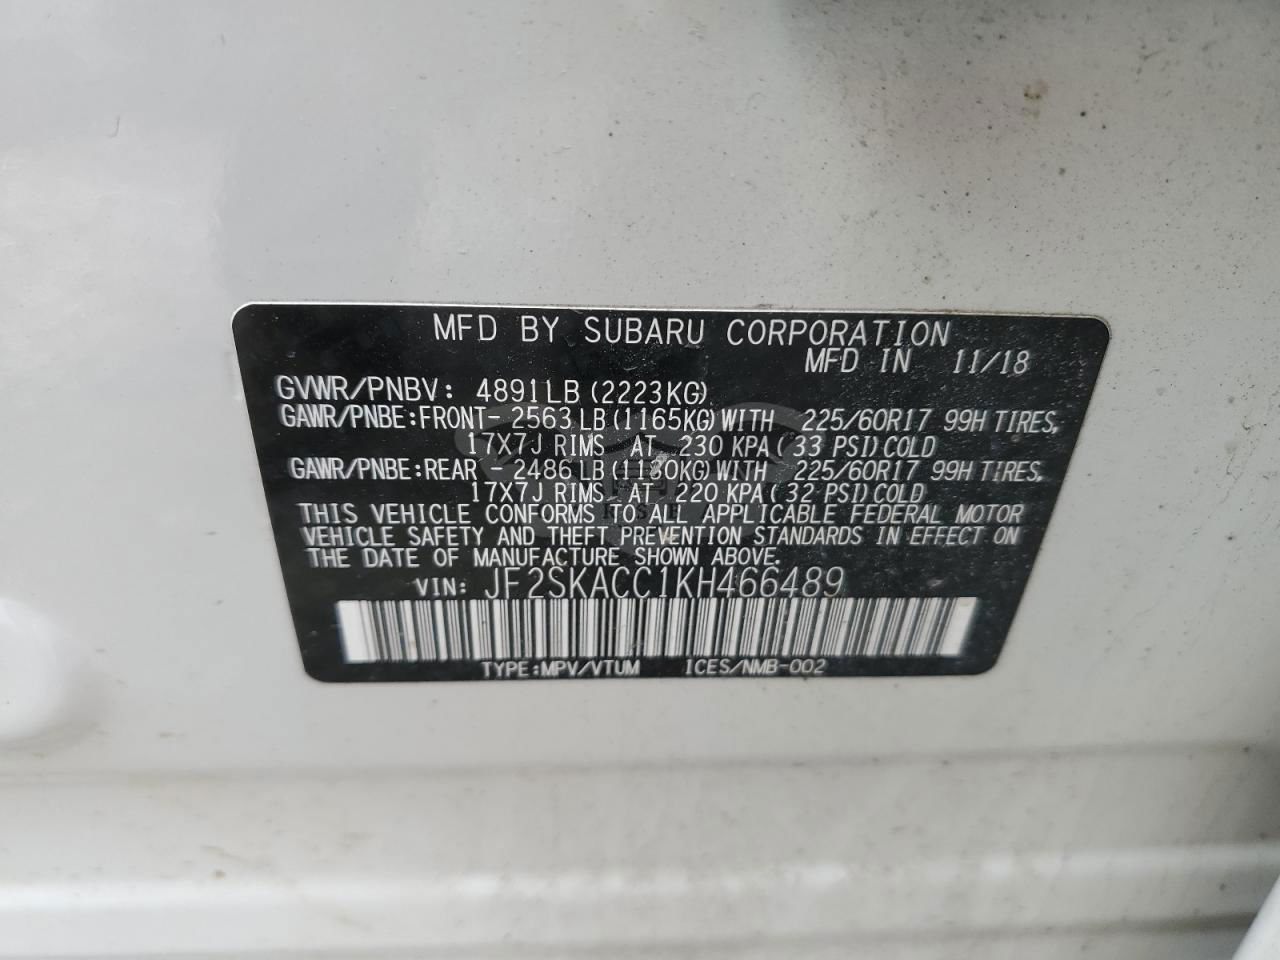 MFD BY SUBARU CORPORATION
MFD IN 11/18
GVWR/PNBV: 4891LB (2223KG)
GAWR/PNBE:FRONT- 2563 LB (1165KG) WITH 225/60R17 99H TIRES,
17X7J RIMS AT 230 KPA (33 PSI) COLD
GAWR/PNBE:REAR - 2486 LB (1130KG) WITH 225/60R17 99H TIRES,
17X7J RIMS AT 220 KPA (32 PSI) COLD
THIS VEHICLE CONFORMS TO ALL APPLICABLE FEDERAL MOTOR
VEHICLE SAFETY AND THEFT PREVENTION STANDARDS IN EFFECT ON
THE DATE OF MANUFACTURE SHOWN ABOVE.
VIN: JF2SKACC1KH466489
TYPE:MPV/VTUM ICES/NMB-002